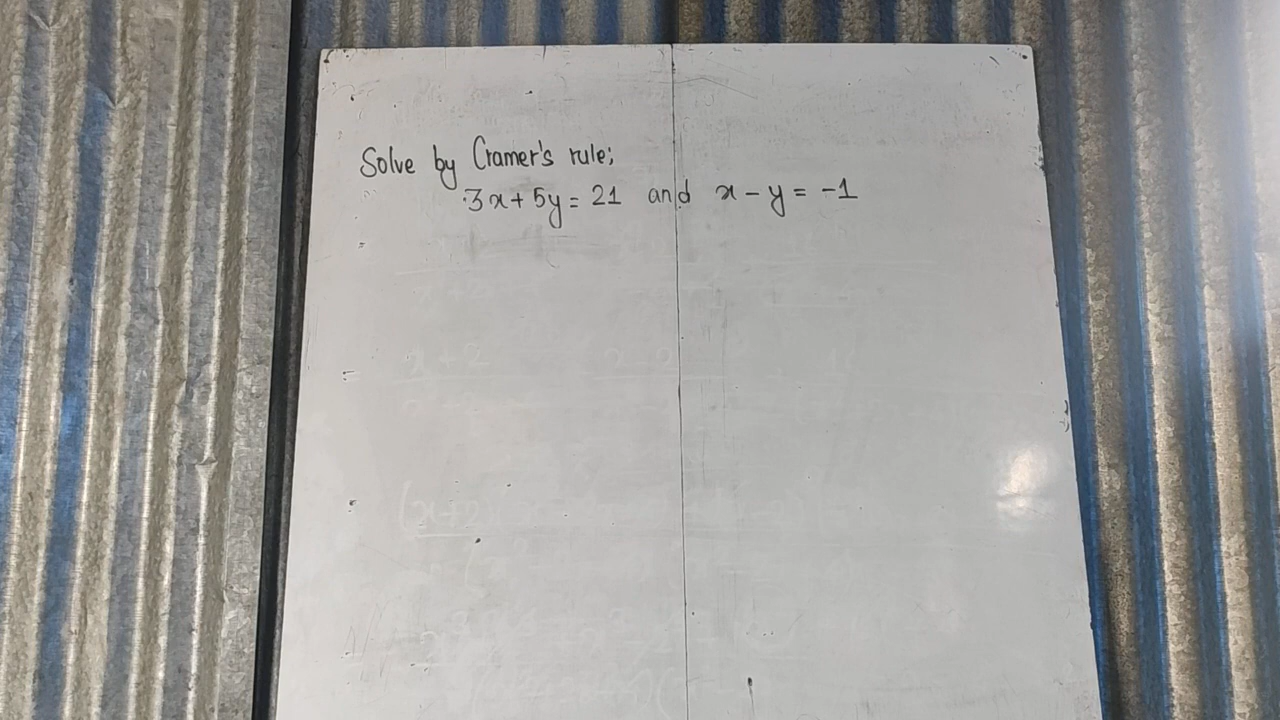 Solve by Cramer's rule;
3x + 5y = 21 and x - y = -1